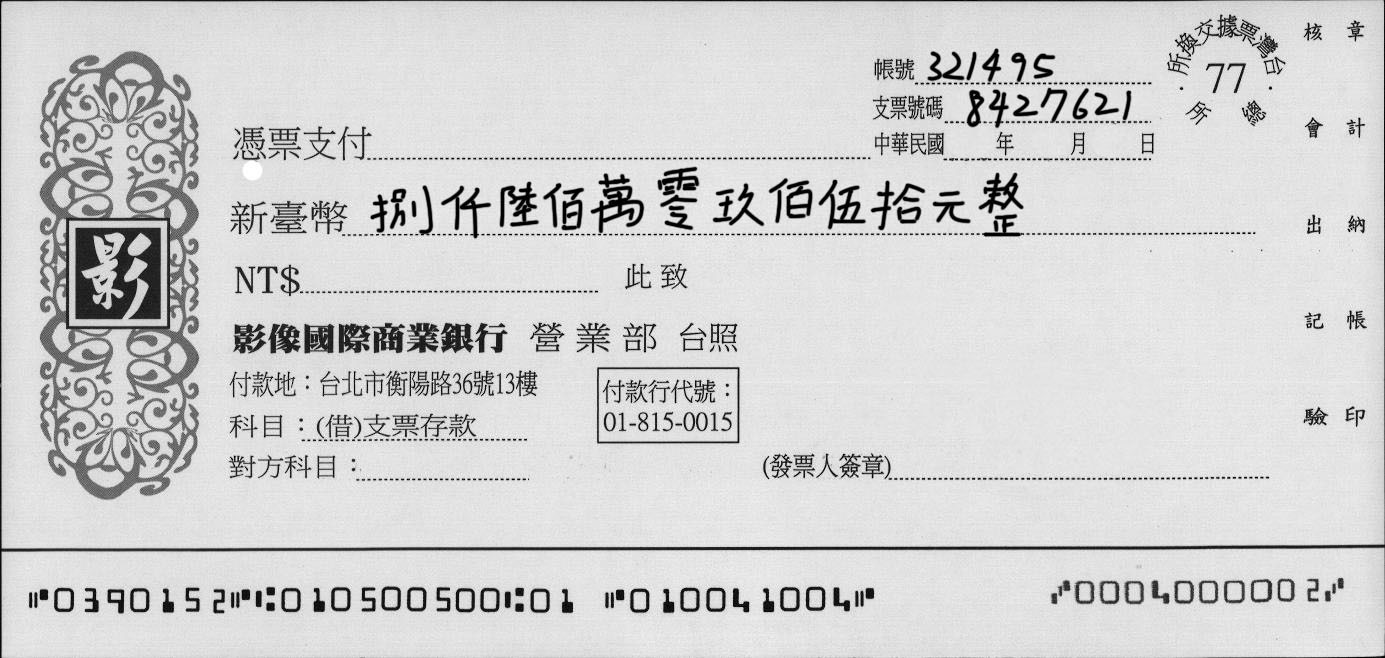 帳號 321495
支票號碼 8427621
中華民國 年 月 日
台灣票據交換所
77
總所
憑票支付
新臺幣 捌仟陸佰萬零玖佰伍拾元整
NT$ 此致
影
影像國際商業銀行 營業部 台照
付款地：台北市衡陽路36號13樓
付款行代號：
01-815-0015
科目：(借)支票存款
對方科目：
(發票人簽章)
核章
會計
出納
記帳
驗印
⑈0390152⑈⑆010500500⑆01 ⑈01004 1004⑈ ⑇0004000002⑇